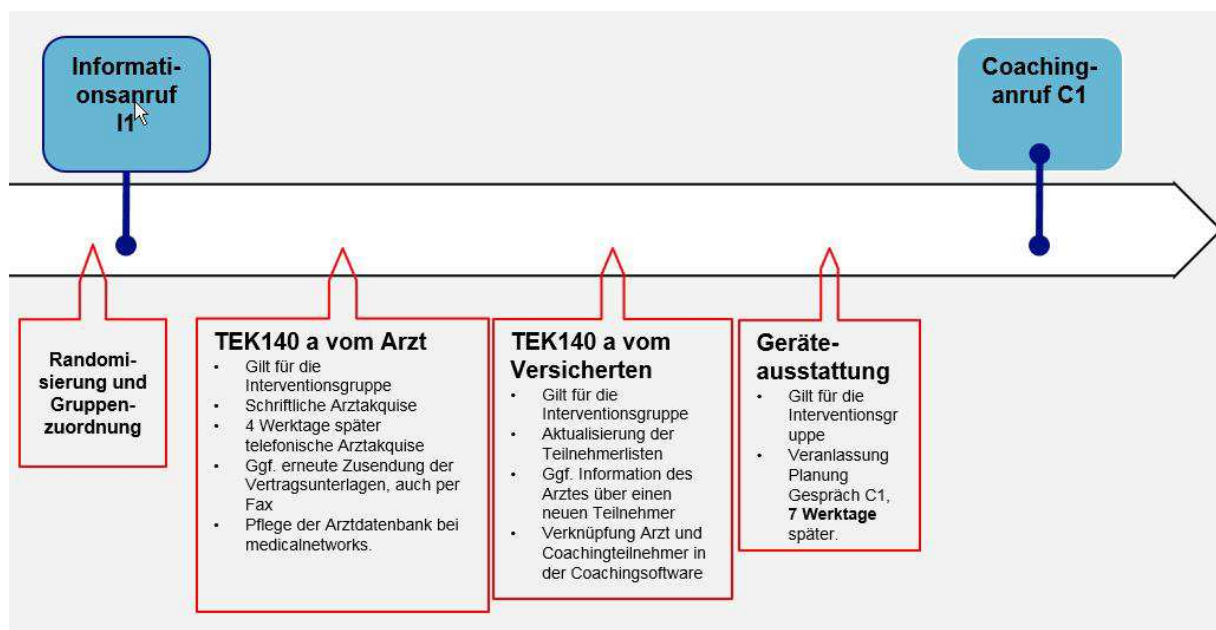 Informati-
onsanruf
I1
Coaching-
anruf C1
Randomi-
sierung und
Gruppen-
zuordnung
TEK140 a vom Arzt
• Gilt für die
Interventionsgruppe
• Schriftliche Arztakquise
• 4 Werktage später
telefonische Arztakquise
• Ggf. erneute Zusendung der
Vertragsunterlagen, auch per
Fax
• Pflege der Arztdatenbank bei
medicalnetworks.
TEK140 a vom
Versicherten
• Gilt für die
Interventionsgruppe
• Aktualisierung der
Teilnehmerlisten
• Ggf. Information des
Arztes über einen
neuen Teilnehmer
• Verknüpfung Arzt und
Coachingteilnehmer in
der Coachingsoftware
Geräte-
ausstattung
• Gilt für die
Interventionsgr
uppe
• Veranlassung
Planung
Gespräch C1,
7 Werktage
später.